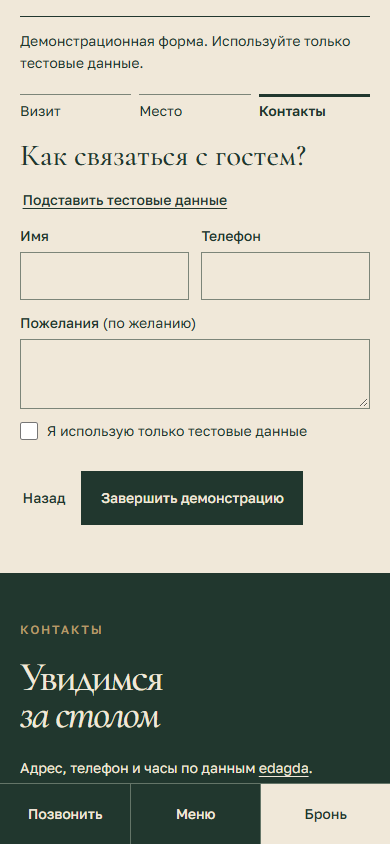 Демонстрационная форма. Используйте только
тестовые данные.
Визит
Место
Контакты
Как связаться с гостем?
Подставить тестовые данные
Имя
Телефон
Пожелания (по желанию)
Я использую только тестовые данные
Назад
Завершить демонстрацию
КОНТАКТЫ
Увидимся
за столом
Адрес, телефон и часы по данным edagda.
Позвонить
Меню
Бронь